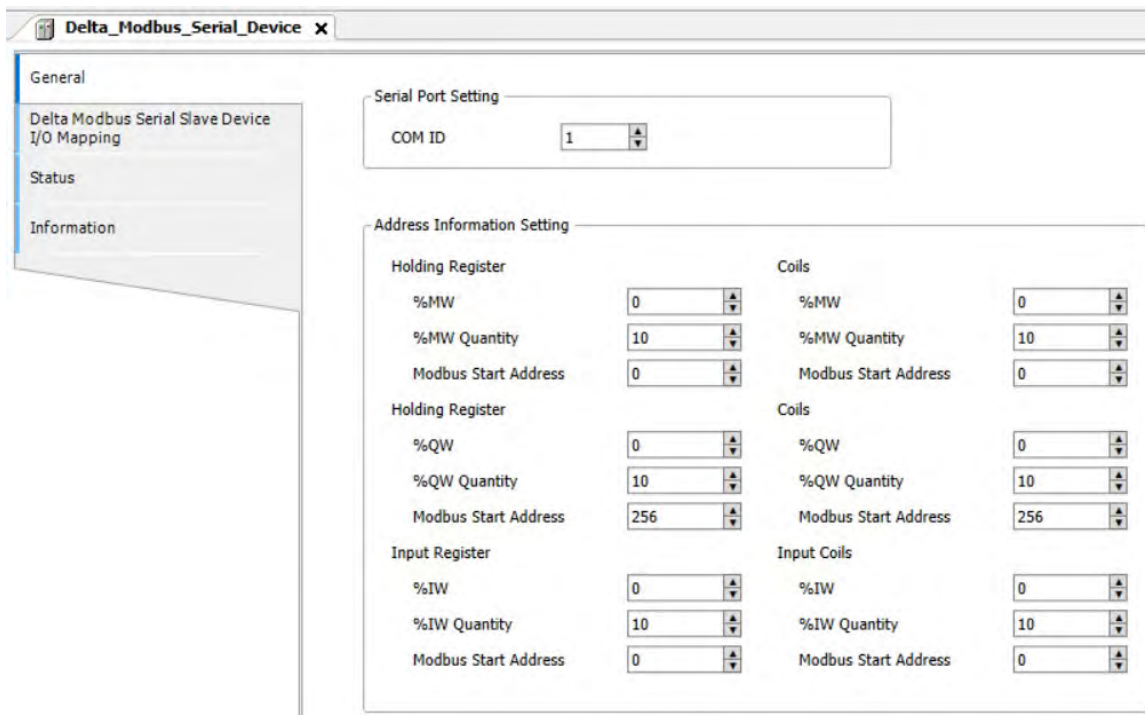 Delta_Modbus_Serial_Device X
General
Delta Modbus Serial Slave Device
I/O Mapping
Status
Information
Serial Port Setting
COM ID 1
Address Information Setting
Holding Register Coils
%MW 0 %MW 0
%MW Quantity 10 %MW Quantity 10
Modbus Start Address 0 Modbus Start Address 0
Holding Register Coils
%QW 0 %QW 0
%QW Quantity 10 %QW Quantity 10
Modbus Start Address 256 Modbus Start Address 256
Input Register Input Coils
%IW 0 %IW 0
%IW Quantity 10 %IW Quantity 10
Modbus Start Address 0 Modbus Start Address 0